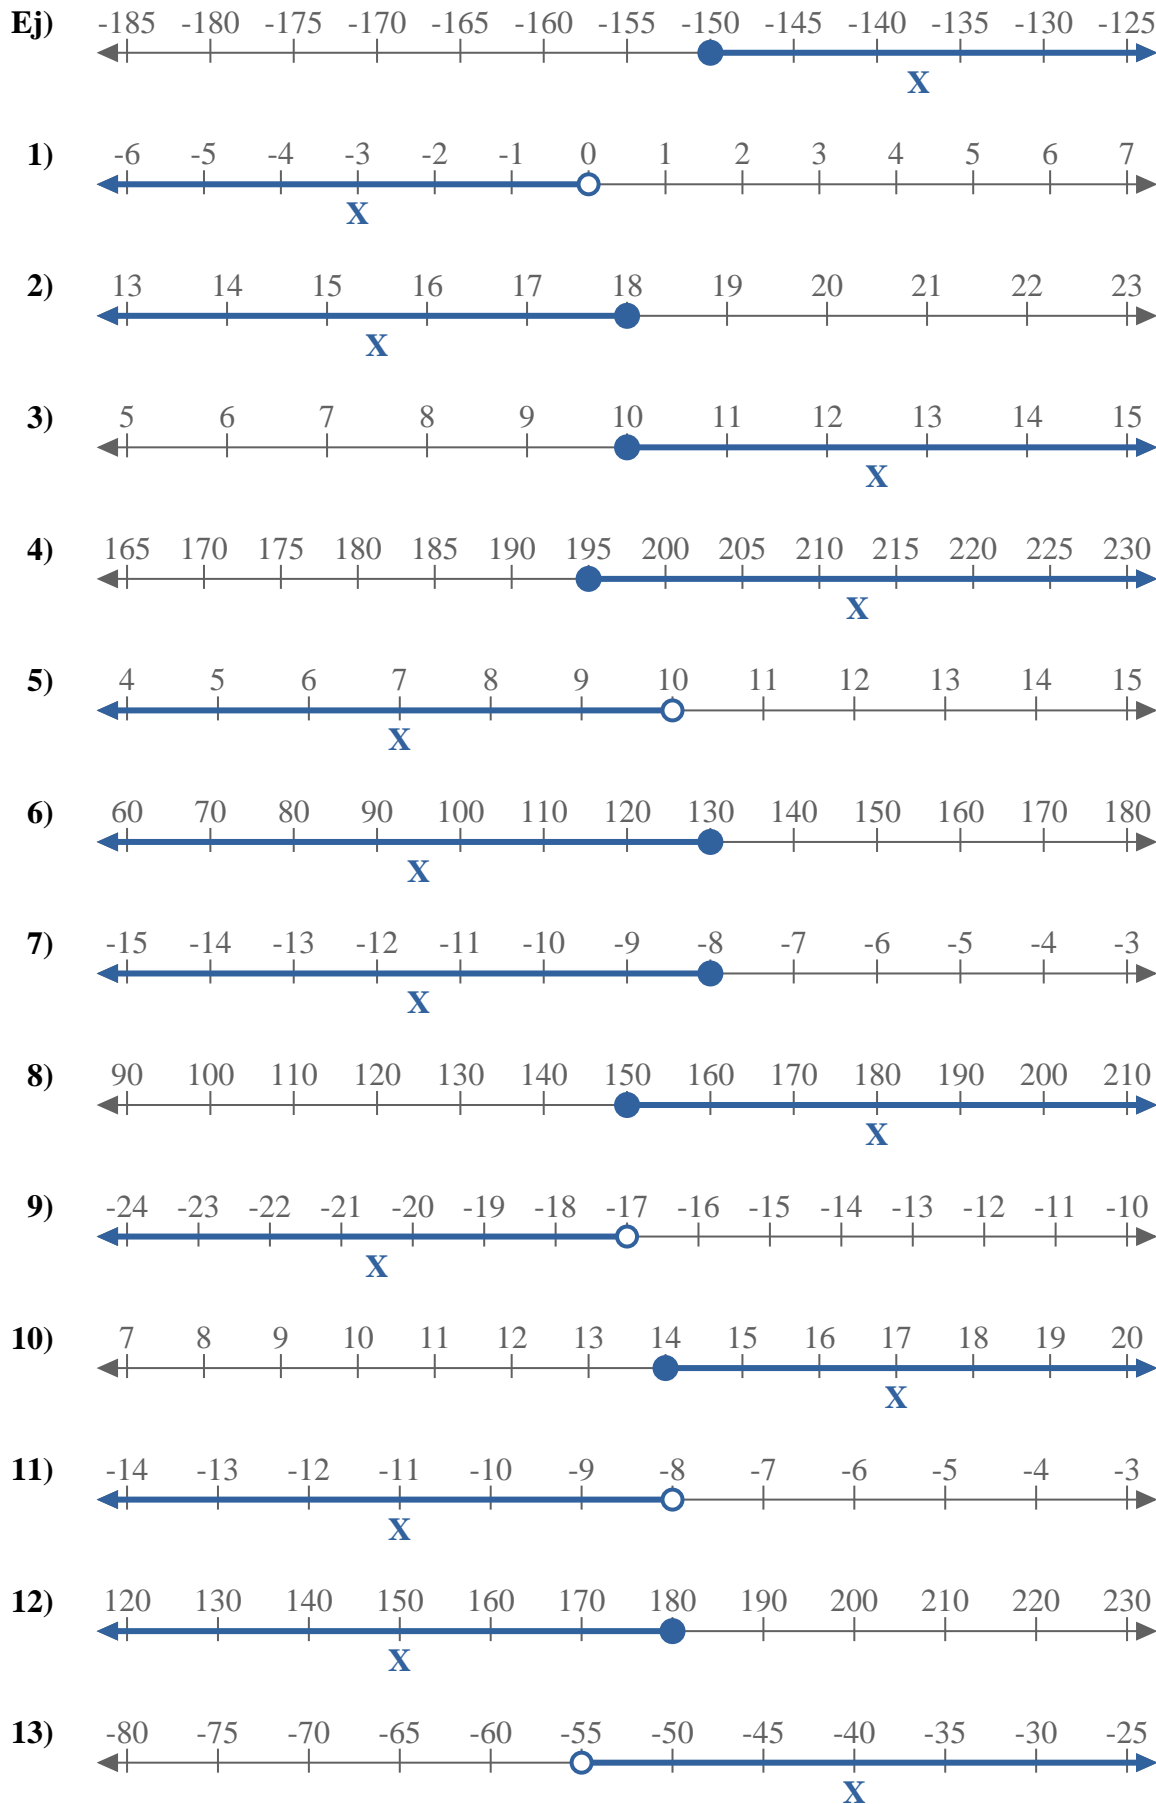 Ej) -185 -180 -175 -170 -165 -160 -155 -150 -145 -140 -135 -130 -125
X
1) -6 -5 -4 -3 -2 -1 0 1 2 3 4 5 6 7
X
2) 13 14 15 16 17 18 19 20 21 22 23
X
3) 5 6 7 8 9 10 11 12 13 14 15
X
4) 165 170 175 180 185 190 195 200 205 210 215 220 225 230
X
5) 4 5 6 7 8 9 10 11 12 13 14 15
X
6) 60 70 80 90 100 110 120 130 140 150 160 170 180
X
7) -15 -14 -13 -12 -11 -10 -9 -8 -7 -6 -5 -4 -3
X
8) 90 100 110 120 130 140 150 160 170 180 190 200 210
X
9) -24 -23 -22 -21 -20 -19 -18 -17 -16 -15 -14 -13 -12 -11 -10
X
10) 7 8 9 10 11 12 13 14 15 16 17 18 19 20
X
11) -14 -13 -12 -11 -10 -9 -8 -7 -6 -5 -4 -3
X
12) 120 130 140 150 160 170 180 190 200 210 220 230
X
13) -80 -75 -70 -65 -60 -55 -50 -45 -40 -35 -30 -25
X